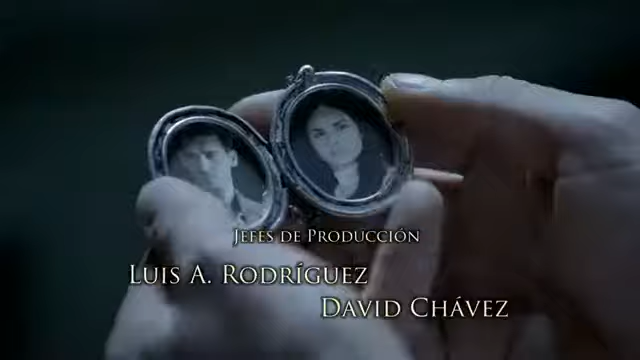 Jefes de Producción
Luis A. Rodríguez
David Chávez